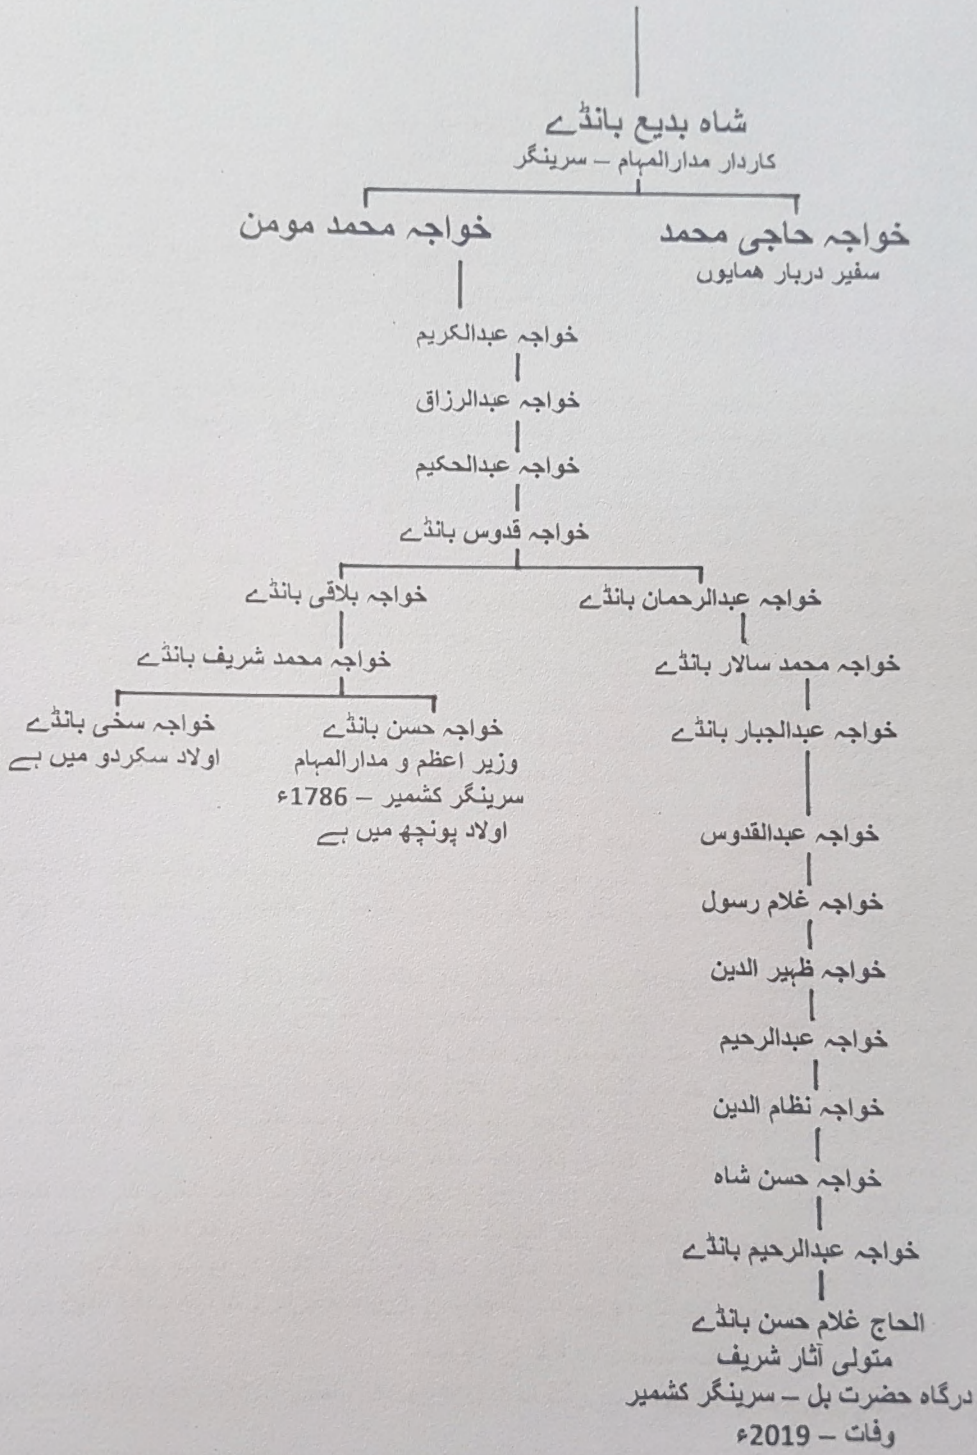 شاہ بدیع بانڈے
کاردار مدارالمہام – سرینگر
خواجہ حاجی محمد
سفیر دربار ھمایوں
خواجہ محمد مومن
خواجہ عبدالکریم
خواجہ عبدالرزاق
خواجہ عبدالحکیم
خواجہ قدوس بانڈے
خواجہ عبدالرحمان بانڈے
خواجہ بلاقی بانڈے
خواجہ محمد سالار بانڈے
خواجہ محمد شریف بانڈے
خواجہ عبدالجبار بانڈے
خواجہ حسن بانڈے
وزیر اعظم و مدارالمہام
سرینگر کشمیر – 1786ء
اولاد پونچھ میں ہے
خواجہ سخی بانڈے
اولاد سکردو میں ہے
خواجہ عبدالقدوس
خواجہ غلام رسول
خواجہ ظہیر الدین
خواجہ عبدالرحیم
خواجہ نظام الدین
خواجہ حسن شاہ
خواجہ عبدالرحیم بانڈے
الحاج غلام حسن بانڈے
متولی آثار شریف
درگاہ حضرت بل – سرینگر کشمیر
وفات – 2019ء